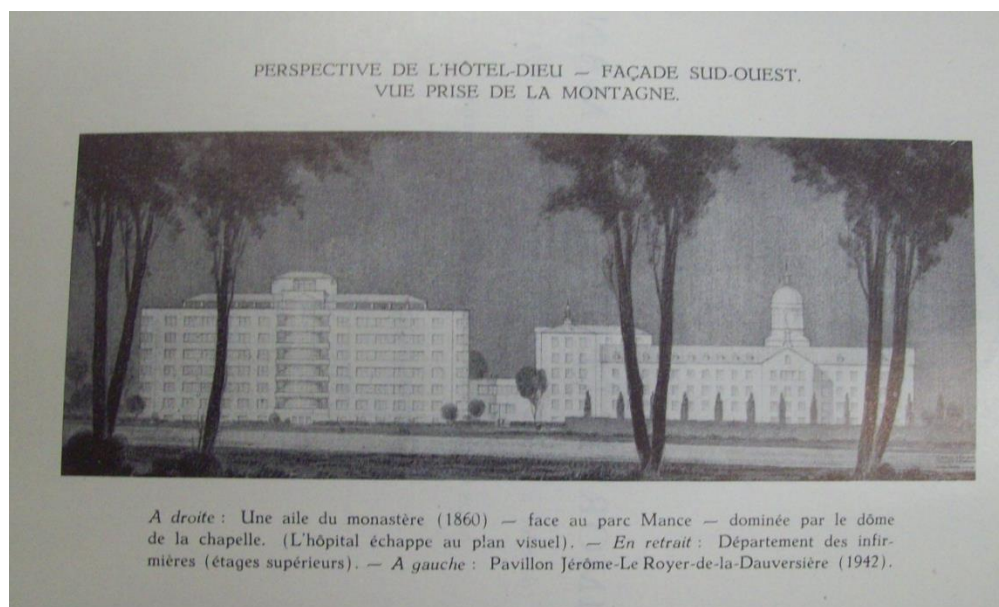 PERSPECTIVE DE L'HÔTEL-DIEU — FAÇADE SUD-OUEST.
VUE PRISE DE LA MONTAGNE.
A droite : Une aile du monastère (1860) — face au parc Mance — dominée par le dôme
de la chapelle. (L'hôpital échappe au plan visuel). — En retrait : Département des infir-
mières (étages supérieurs). — A gauche : Pavillon Jérôme-Le Royer-de-la-Dauversière (1942).